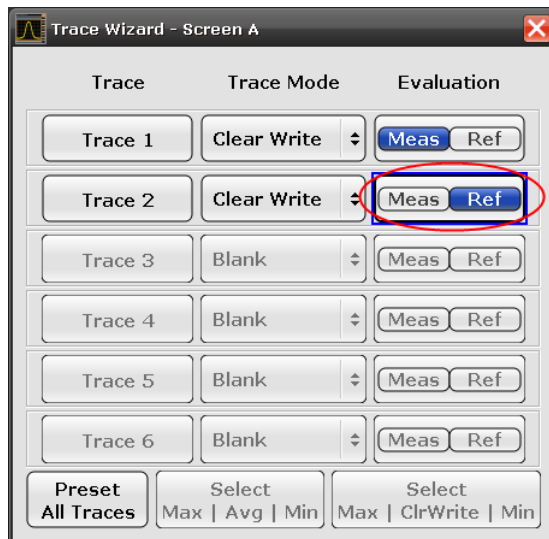 Trace Wizard - Screen A
Trace Trace Mode Evaluation
Trace 1 Clear Write Meas Ref
Trace 2 Clear Write Meas Ref
Trace 3 Blank Meas Ref
Trace 4 Blank Meas Ref
Trace 5 Blank Meas Ref
Trace 6 Blank Meas Ref
Preset Select Select
All Traces Max | Avg | Min Max | ClrWrite | Min